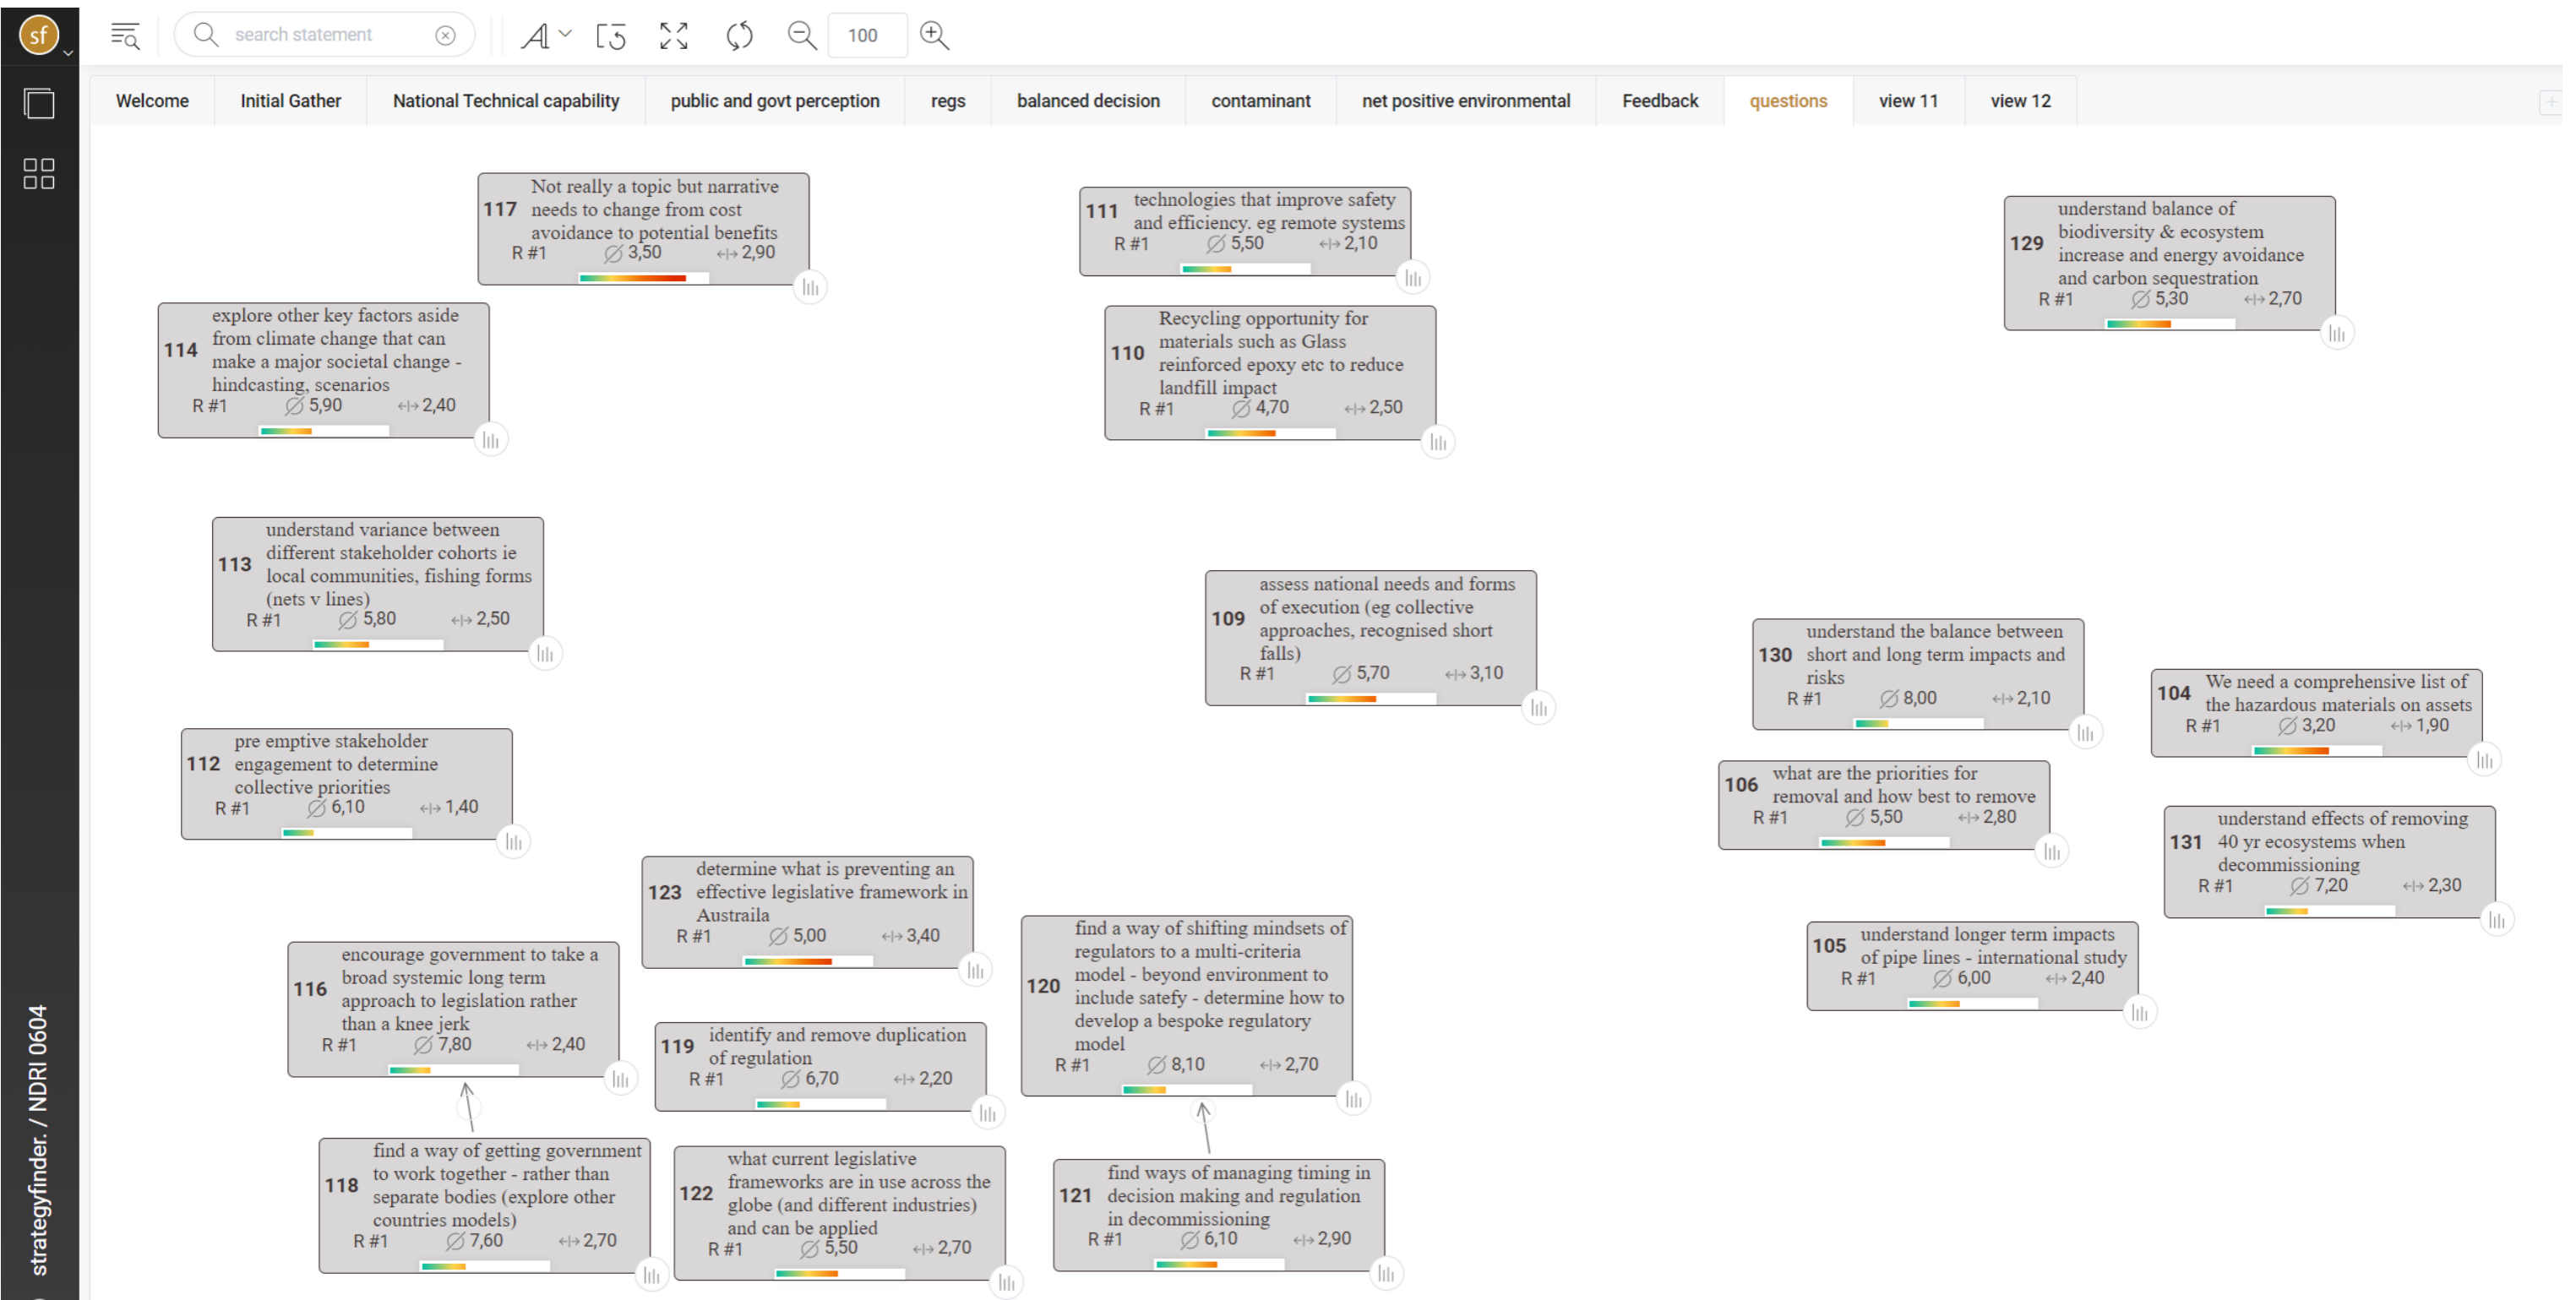 sf
search statement
100
Welcome
Initial Gather
National Technical capability
public and govt perception
regs
balanced decision
contaminant
net positive environmental
Feedback
questions
view 11
view 12
117
Not really a topic but narrative
needs to change from cost
avoidance to potential benefits
R #1 ∅ 3,50 ↔ 2,90
111
technologies that improve safety
and efficiency. eg remote systems
R #1 ∅ 5,50 ↔ 2,10
129
understand balance of
biodiversity & ecosystem
increase and energy avoidance
and carbon sequestration
R #1 ∅ 5,30 ↔ 2,70
114
explore other key factors aside
from climate change that can
make a major societal change -
hindcasting, scenarios
R #1 ∅ 5,90 ↔ 2,40
110
Recycling opportunity for
materials such as Glass
reinforced epoxy etc to reduce
landfill impact
R #1 ∅ 4,70 ↔ 2,50
113
understand variance between
different stakeholder cohorts ie
local communities, fishing forms
(nets v lines)
R #1 ∅ 5,80 ↔ 2,50
109
assess national needs and forms
of execution (eg collective
approaches, recognised short
falls)
R #1 ∅ 5,70 ↔ 3,10
130
understand the balance between
short and long term impacts and
risks
R #1 ∅ 8,00 ↔ 2,10
104
We need a comprehensive list of
the hazardous materials on assets
R #1 ∅ 3,20 ↔ 1,90
112
pre emptive stakeholder
engagement to determine
collective priorities
R #1 ∅ 6,10 ↔ 1,40
106
what are the priorities for
removal and how best to remove
R #1 ∅ 5,50 ↔ 2,80
131
understand effects of removing
40 yr ecosystems when
decommissioning
R #1 ∅ 7,20 ↔ 2,30
123
determine what is preventing an
effective legislative framework in
Austraila
R #1 ∅ 5,00 ↔ 3,40
120
find a way of shifting mindsets of
regulators to a multi-criteria
model - beyond environment to
include satefy - determine how to
develop a bespoke regulatory
model
R #1 ∅ 8,10 ↔ 2,70
105
understand longer term impacts
of pipe lines - international study
R #1 ∅ 6,00 ↔ 2,40
116
encourage government to take a
broad systemic long term
approach to legislation rather
than a knee jerk
R #1 ∅ 7,80 ↔ 2,40
119
identify and remove duplication
of regulation
R #1 ∅ 6,70 ↔ 2,20
118
find a way of getting government
to work together - rather than
separate bodies (explore other
countries models)
R #1 ∅ 7,60 ↔ 2,70
122
what current legislative
frameworks are in use across the
globe (and different industries)
and can be applied
R #1 ∅ 5,50 ↔ 2,70
121
find ways of managing timing in
decision making and regulation
in decommissioning
R #1 ∅ 6,10 ↔ 2,90
strategyfinder. / NDRI 0604